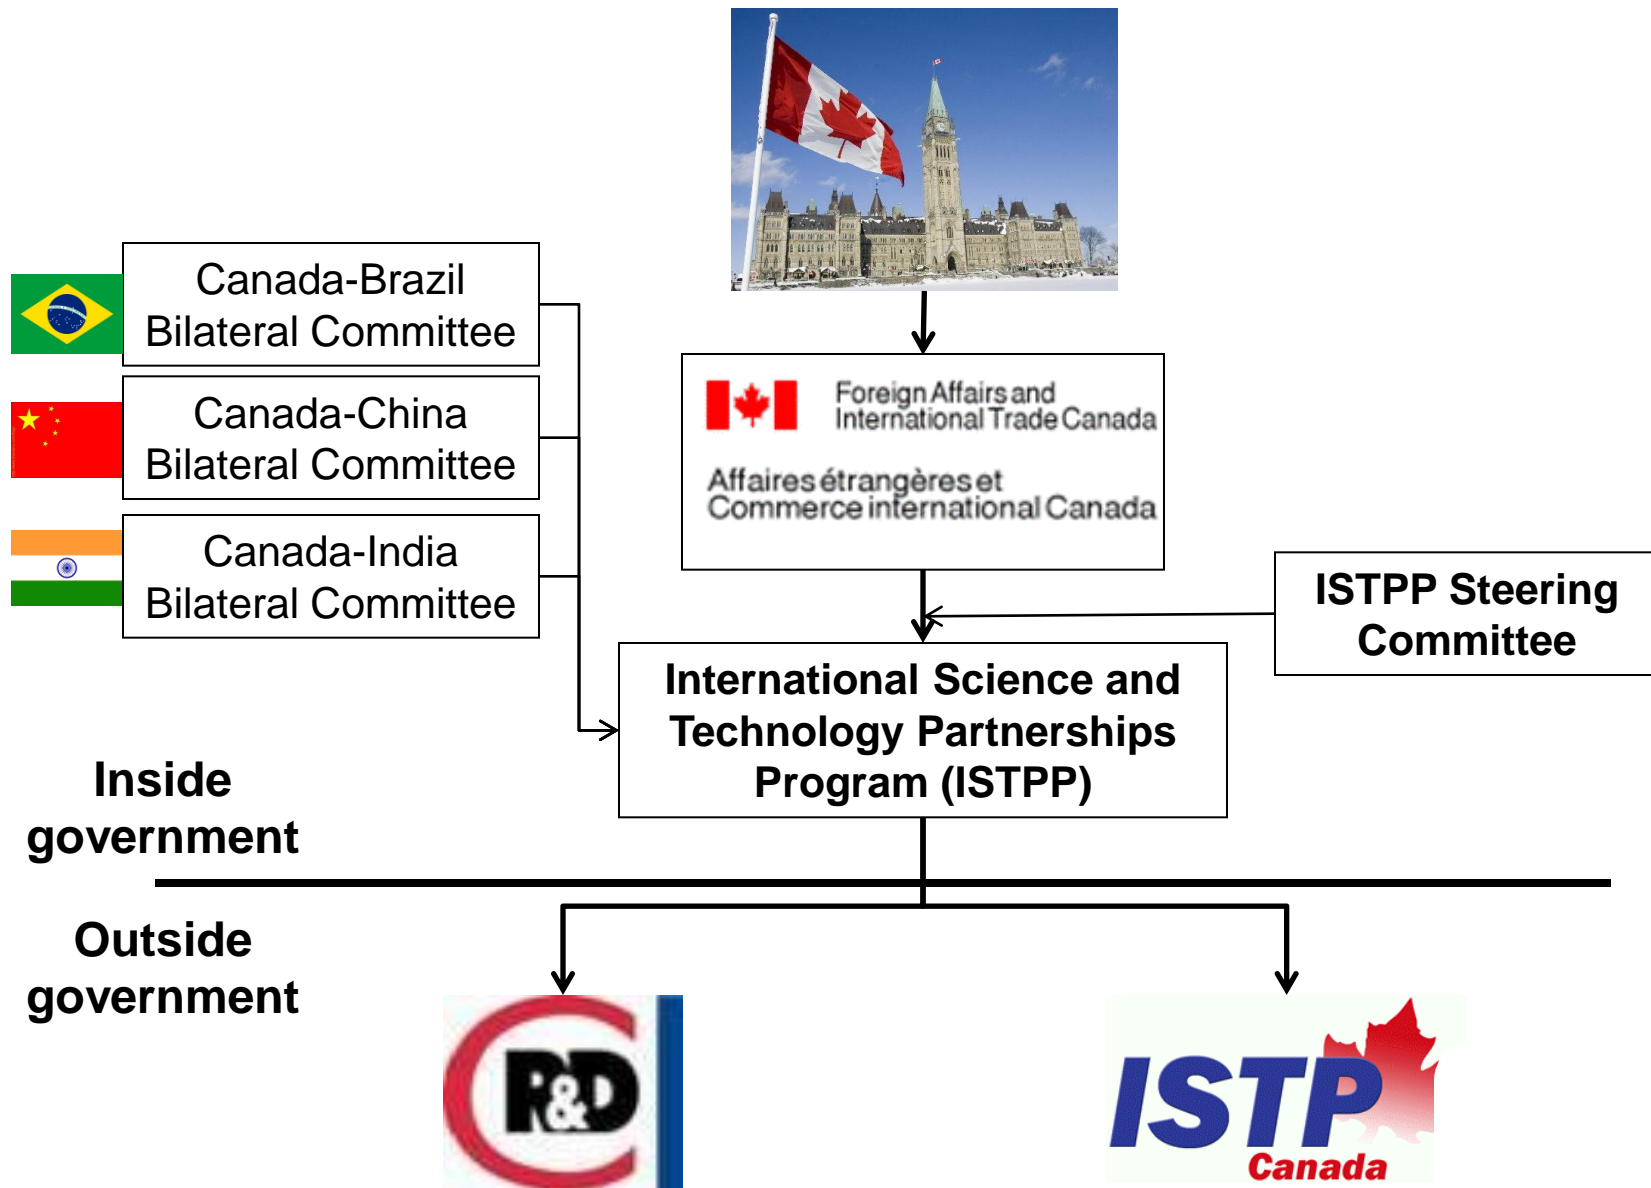 Canada-Brazil
Bilateral Committee
Canada-China
Bilateral Committee
Canada-India
Bilateral Committee
Foreign Affairs and
International Trade Canada
Affaires étrangères et
Commerce international Canada
ISTPP Steering
Committee
International Science and
Technology Partnerships
Program (ISTPP)
Inside
government
Outside
government
R&D
ISTP
Canada